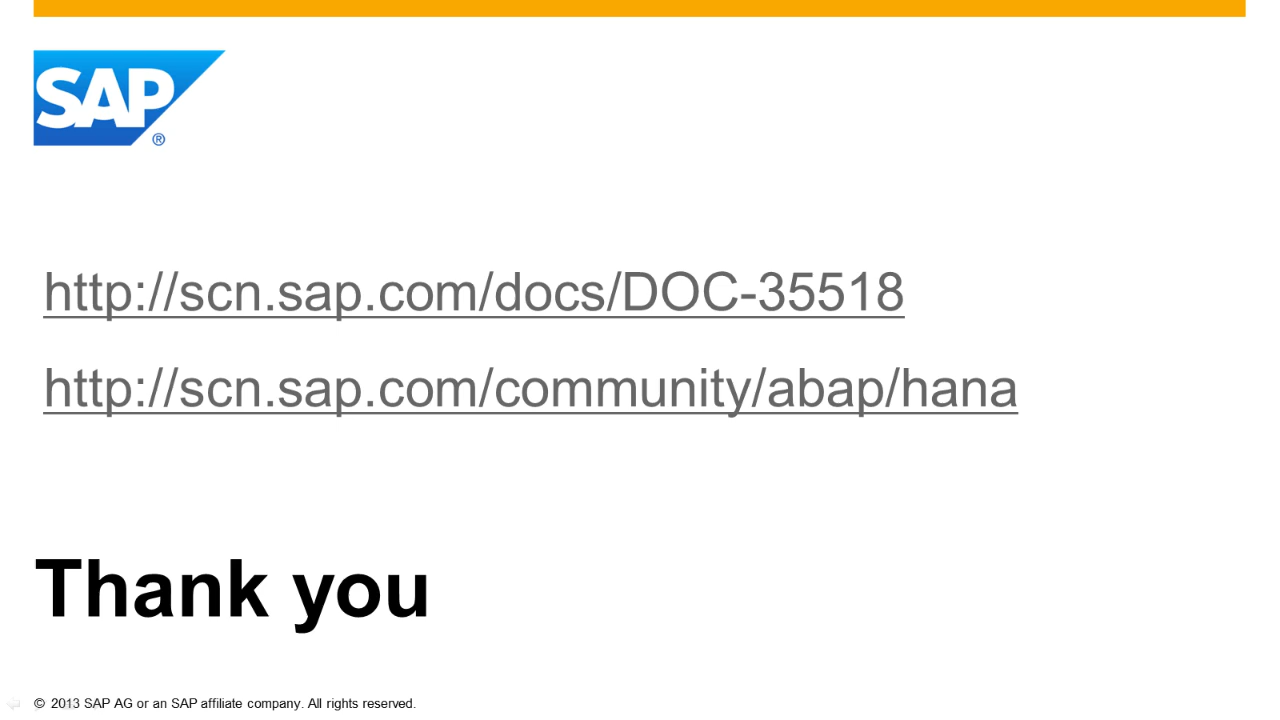 SAP ®
http://scn.sap.com/docs/DOC-35518
http://scn.sap.com/community/abap/hana
Thank you
© 2013 SAP AG or an SAP affiliate company. All rights reserved.